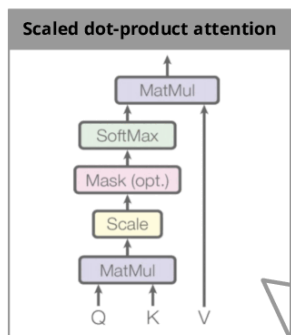 Scaled dot-product attention
MatMul
SoftMax
Mask (opt.)
Scale
MatMul
Q K V